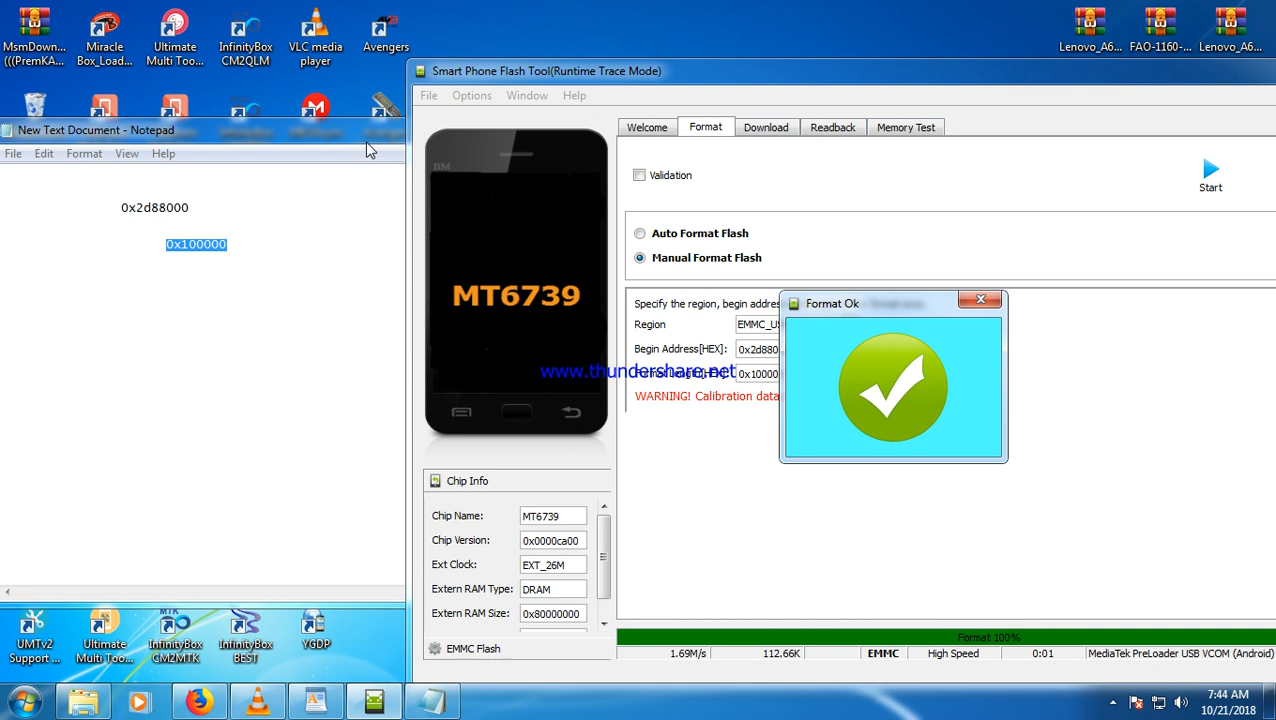 MsmDown...
(((PremKA...
Miracle
Box_Load...
Ultimate
Multi Too...
InfinityBox
CM2QLM
VLC media
player
Avengers
Lenovo_A6...
FAO-1160-...
Lenovo_A6...
New Text Document - Notepad
File Edit Format View Help
0x2d88000
0x100000
Smart Phone Flash Tool(Runtime Trace Mode)
File Options Window Help
Welcome Format Download Readback Memory Test
Validation
Start
Auto Format Flash
Manual Format Flash
BM
MT6739
Specify the region, begin addres
Region EMMC_US
Begin Address[HEX]: 0x2d880
0x10000
WARNING! Calibration data
www.thundershare.net
Format Ok
Chip Info
Chip Name: MT6739
Chip Version: 0x0000ca00
Ext Clock: EXT_26M
Extern RAM Type: DRAM
Extern RAM Size: 0x80000000
EMMC Flash
Format 100%
1.69M/s 112.66K EMMC High Speed 0:01 MediaTek PreLoader USB VCOM (Android)
UMTv2
Support ...
Ultimate
Multi Too...
MTK
InfinityBox
CM2MTK
InfinityBox
BEST
YGDP
7:44 AM
10/21/2018